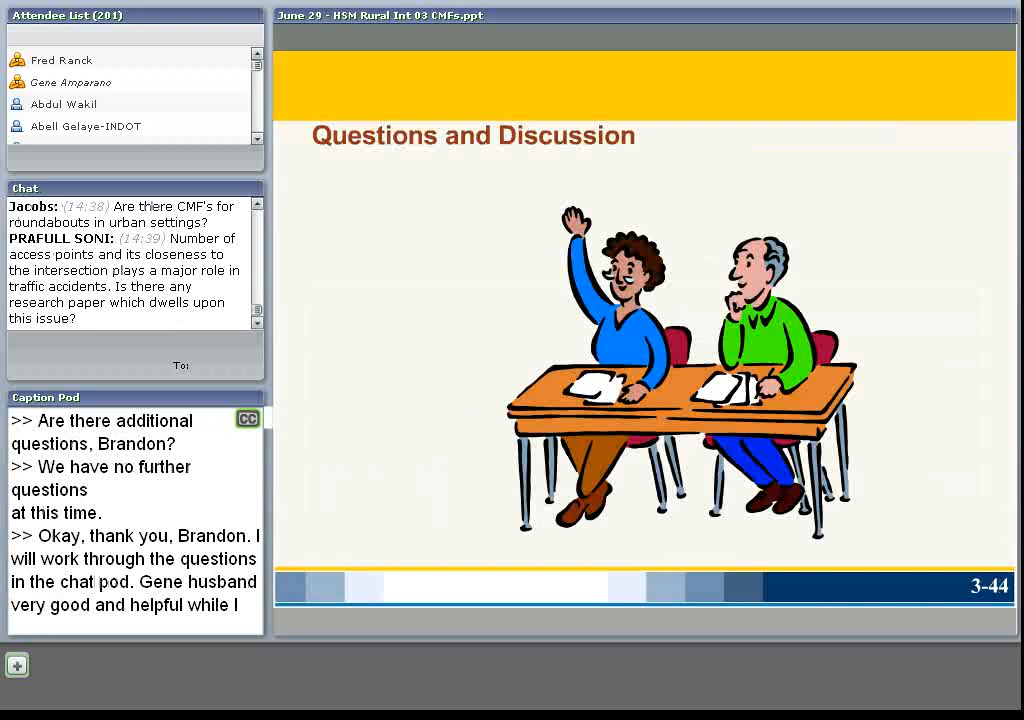 Attendee List (201)
Fred Ranck
Gene Amparano
Abdul Wakil
Abell Gelaye-INDOT
Chat
Jacobs: (14:38) Are there CMF's for
roundabouts in urban settings?
PRAFULL SONI: (14:39) Number of
access points and its closeness to
the intersection plays a major role in
traffic accidents. Is there any
research paper which dwells upon
this issue?
To:
Caption Pod
>> Are there additional
questions, Brandon?
>> We have no further
questions
at this time.
>> Okay, thank you, Brandon. I
will work through the questions
in the chat pod. Gene husband
very good and helpful while I
CC
June 29 - HSM Rural Int 03 CMFs.ppt
Questions and Discussion
3-44